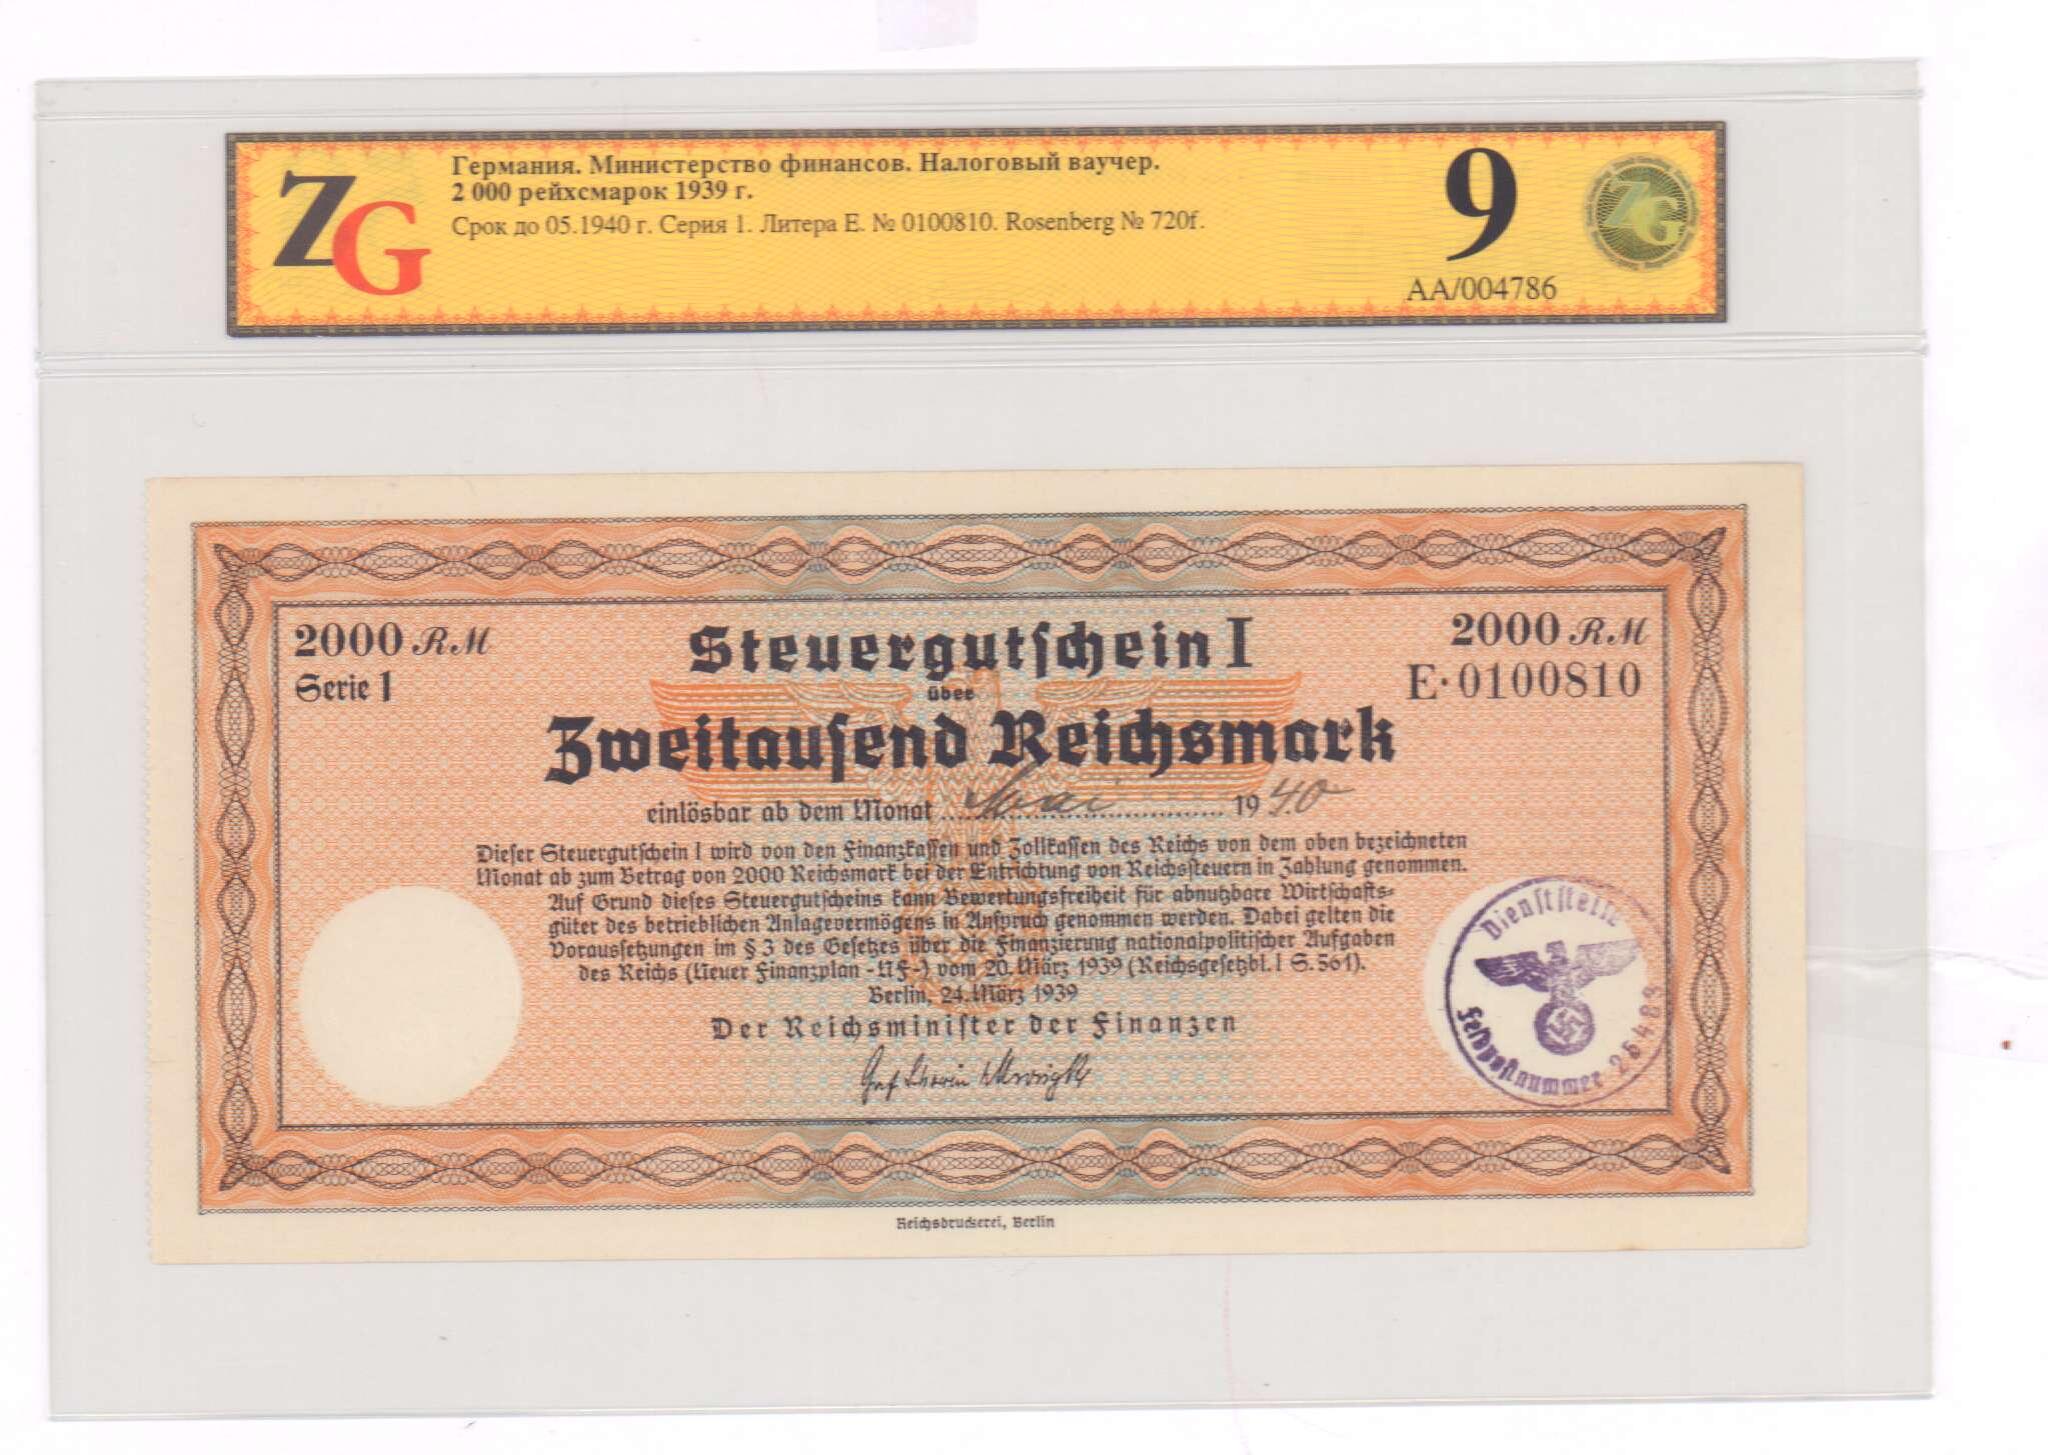 ZG
Германия. Министерство финансов. Налоговый ваучер.
2 000 рейхсмарок 1939 г.
Срок до 05.1940 г. Серия 1. Литера Е. № 0100810. Rosenberg № 720f.
9
AA/004786
ZG
2000 RM
Serie 1
Steuergutschein I
über
Zweitausend Reichsmark
2000 RM
E·0100810
einlösbar ab dem Monat Mai 1940
Dieser Steuergutschein I wird von den Finanzkassen und Zollkassen des Reichs von dem oben bezeichneten
Monat ab zum Betrag von 2000 Reichsmark bei der Entrichtung von Reichssteuern in Zahlung genommen.
Auf Grund dieses Steuergutscheins kann Bewertungsfreiheit für abnutzbare Wirtschafts-
güter des betrieblichen Anlagevermögens in Anspruch genommen werden. Dabei gelten die
Voraussetzungen im § 3 des Gesetzes über die Finanzierung nationalpolitischer Aufgaben
des Reichs (Neuer Finanzplan -NF-) vom 20. März 1939 (Reichsgesetzbl. I S. 561).
Berlin, 24. März 1939
Der Reichsminister der Finanzen
Graf Schwerin Krosigk
Dienststelle
Feldpostnummer 25483
Reichsdruckerei, Berlin